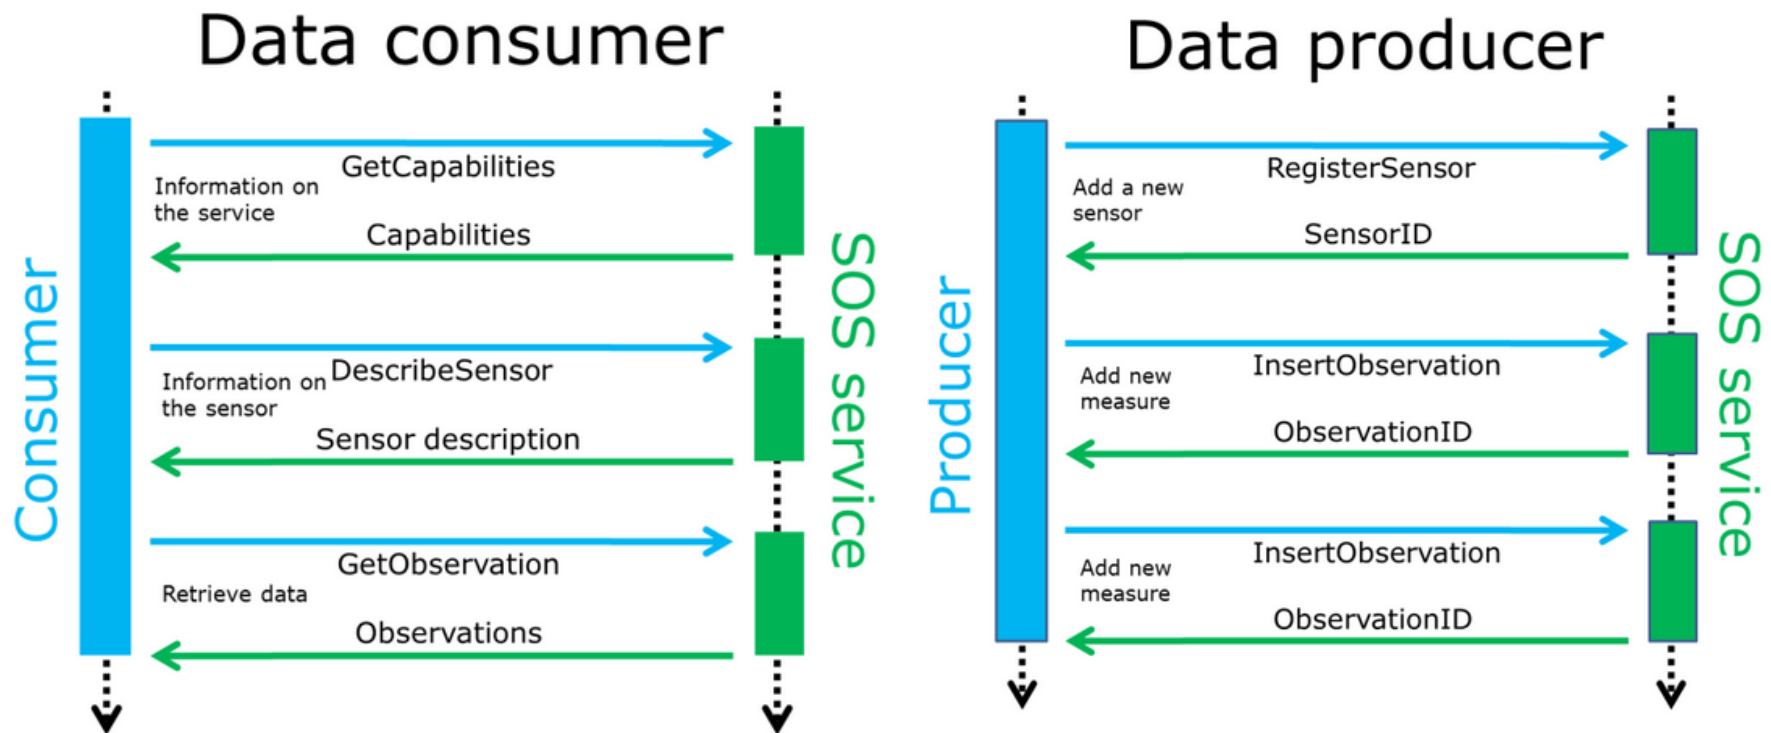 Data consumer
GetCapabilities
Information on
the service
Capabilities
DescribeSensor
Information on
the sensor
Sensor description
GetObservation
Retrieve data
Observations
Consumer
SOS service
Data producer
RegisterSensor
Add a new
sensor
SensorID
InsertObservation
Add new
measure
ObservationID
InsertObservation
Add new
measure
ObservationID
Producer
SOS service